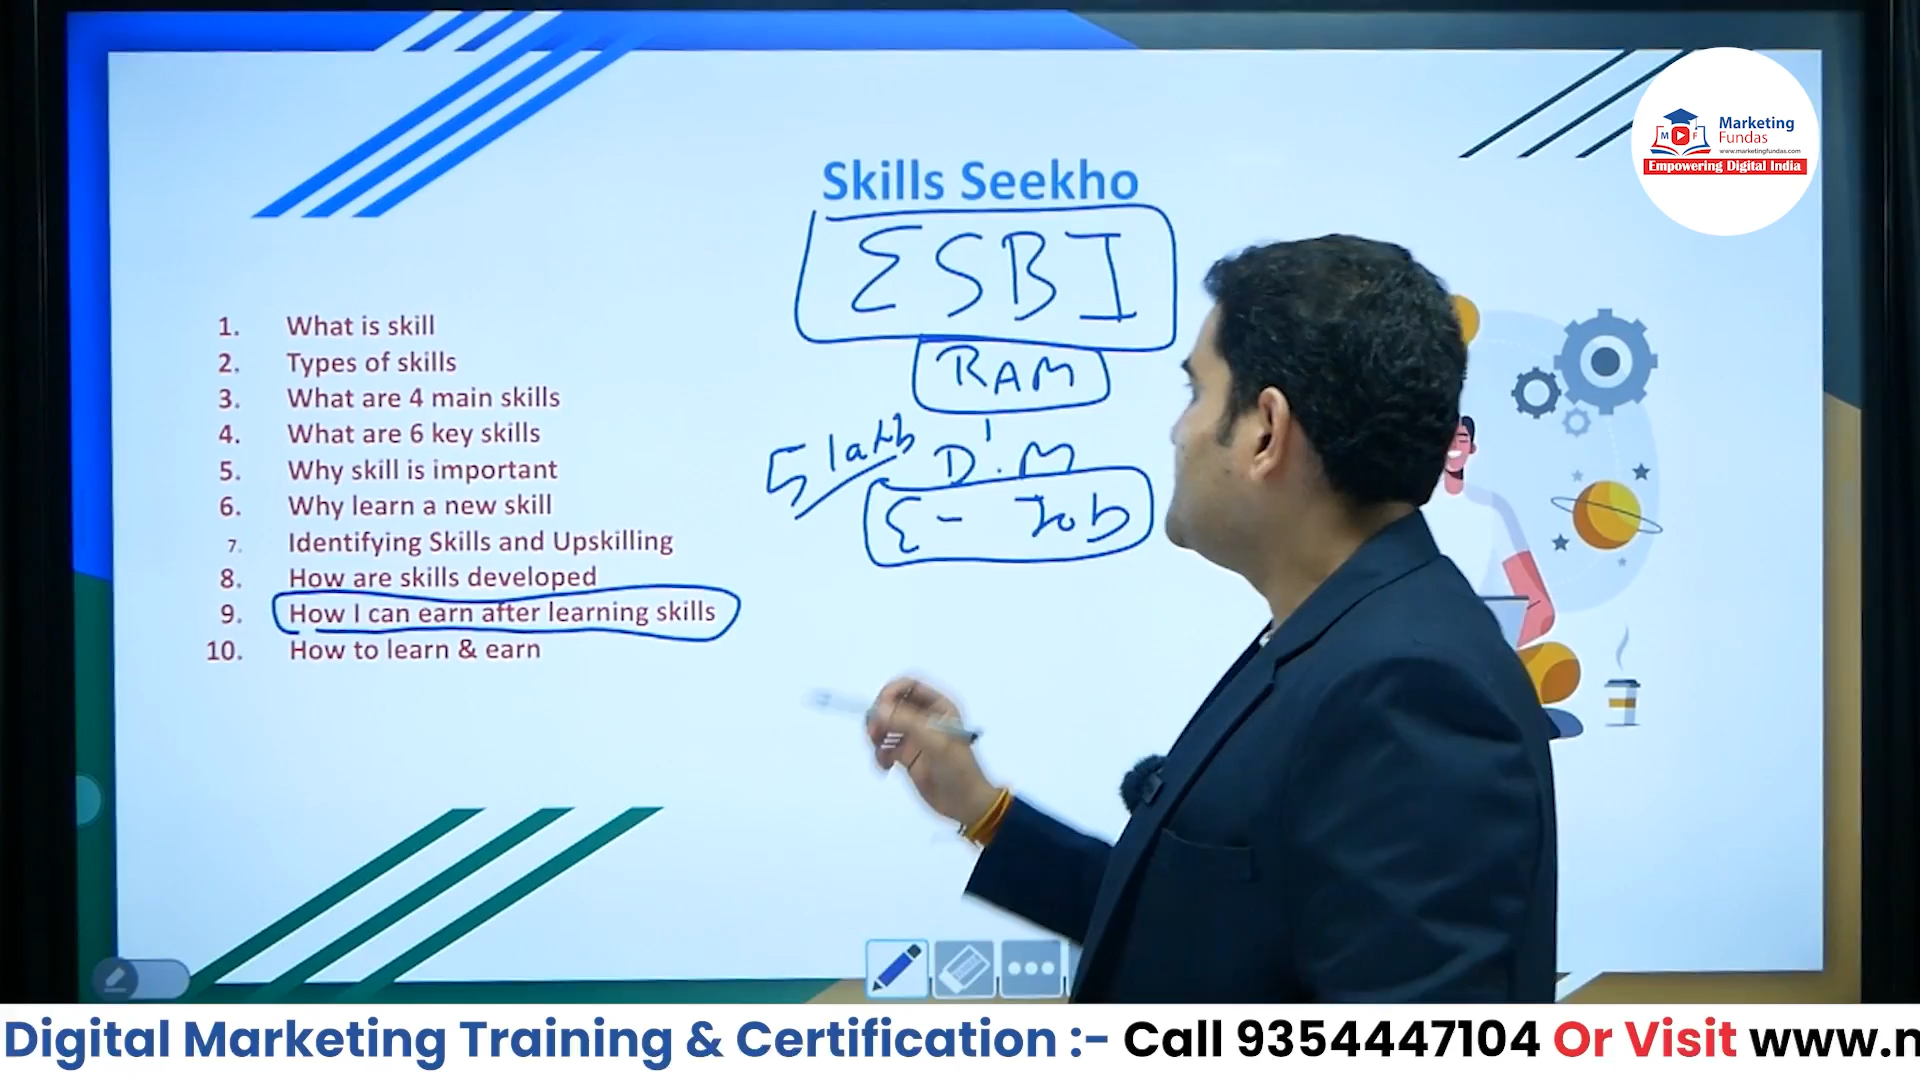 Marketing
Fundas
www.marketingfundas.com
M F
Empowering Digital India
Skills Seekho
ESBI
RAM
5 lakh
D.M
E - Job
1. What is skill
2. Types of skills
3. What are 4 main skills
4. What are 6 key skills
5. Why skill is important
6. Why learn a new skill
7. Identifying Skills and Upskilling
8. How are skills developed
9. How I can earn after learning skills
10. How to learn & earn
Digital Marketing Training & Certification :- Call 9354447104 Or Visit www.